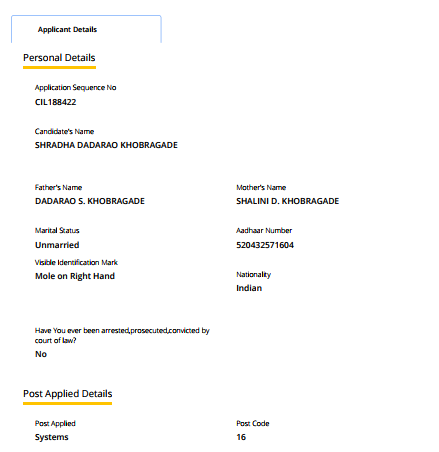 Applicant Details
Personal Details
Application Sequence No
CIL188422
Candidate's Name
SHRADHA DADARAO KHOBRAGADE
Father's Name
DADARAO S. KHOBRAGADE
Mother's Name
SHALINI D. KHOBRAGADE
Marital Status
Unmarried
Aadhaar Number
520432571604
Visible Identification Mark
Mole on Right Hand
Nationality
Indian
Have You ever been arrested,prosecuted,convicted by
court of law?
No
Post Applied Details
Post Applied
Systems
Post Code
16